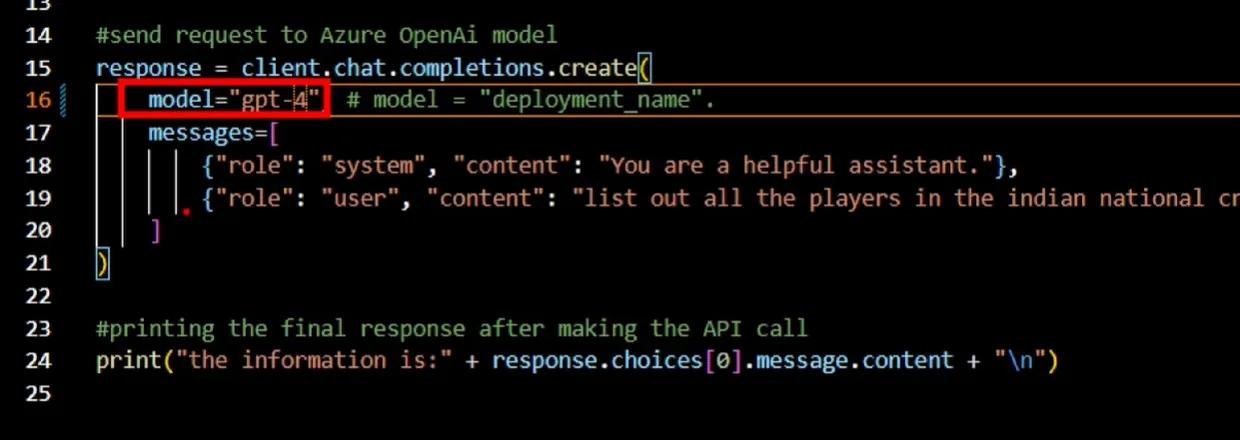 13
14 #send request to Azure OpenAi model
15 response = client.chat.completions.create(
16 model="gpt-4" # model = "deployment_name".
17 messages=[
18 {"role": "system", "content": "You are a helpful assistant."},
19 {"role": "user", "content": "list out all the players in the indian national
20 ]
21 )
22
23 #printing the final response after making the API call
24 print("the information is:" + response.choices[0].message.content + "\n")
25